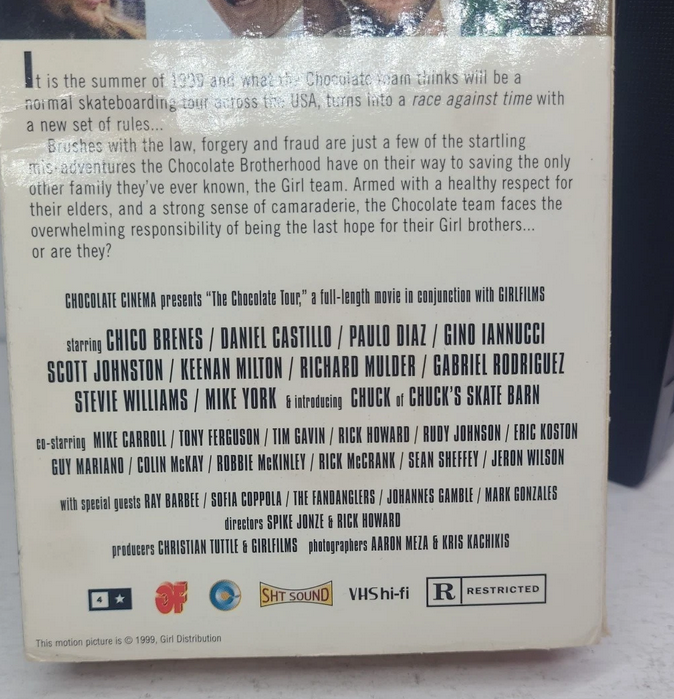 It is the summer of 1999 and what the Chocolate team thinks will be a
normal skateboarding tour across the USA, turns into a race against time with
a new set of rules...
Brushes with the law, forgery and fraud are just a few of the startling
mis-adventures the Chocolate Brotherhood have on their way to saving the only
other family they've ever known, the Girl team. Armed with a healthy respect for
their elders, and a strong sense of camaraderie, the Chocolate team faces the
overwhelming responsibility of being the last hope for their Girl brothers...
or are they?
CHOCOLATE CINEMA presents "The Chocolate Tour," a full-length movie in conjunction with GIRLFILMS
starring CHICO BRENES / DANIEL CASTILLO / PAULO DIAZ / GINO IANNUCCI
SCOTT JOHNSTON / KEENAN MILTON / RICHARD MULDER / GABRIEL RODRIGUEZ
STEVIE WILLIAMS / MIKE YORK & introducing CHUCK of CHUCK'S SKATE BARN
co-starring MIKE CARROLL / TONY FERGUSON / TIM GAVIN / RICK HOWARD / RUDY JOHNSON / ERIC KOSTON
GUY MARIANO / COLIN McKAY / ROBBIE McKINLEY / RICK McCRANK / SEAN SHEFFEY / JERON WILSON
with special guests RAY BARBEE / SOFIA COPPOLA / THE FANDANGLERS / JOHANNES GAMBLE / MARK GONZALES
directors SPIKE JONZE & RICK HOWARD
producers CHRISTIAN TUTTLE & GIRLFILMS photographers AARON MEZA & KRIS KACHIKIS
4 ★ GF C SHT SOUND VHS hi-fi R RESTRICTED
This motion picture is © 1999, Girl Distribution